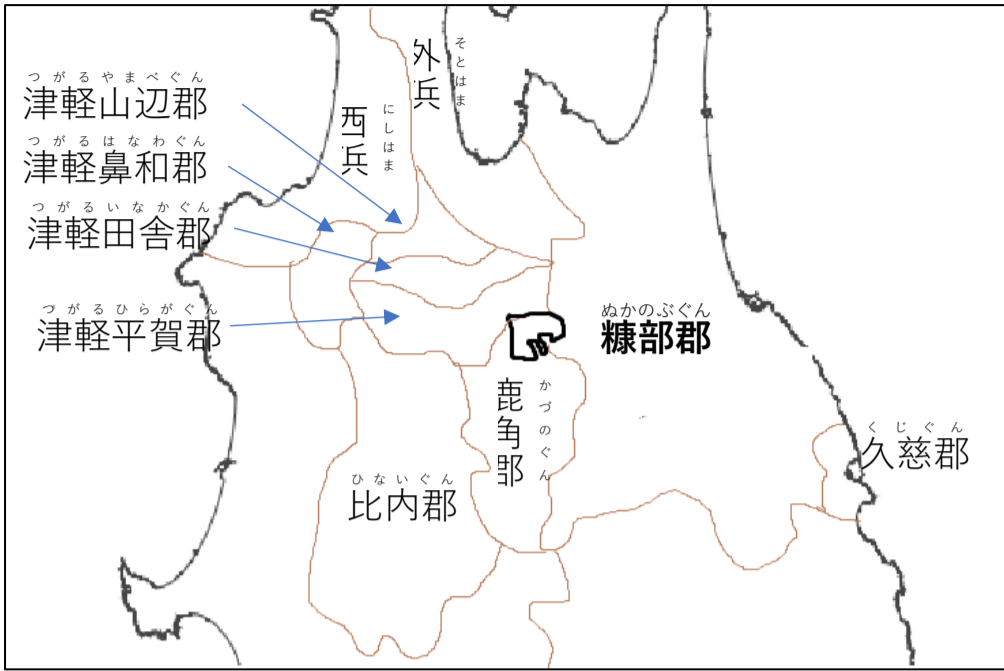 つがるやまべぐん
津軽山辺郡
つがるはなわぐん
津軽鼻和郡
つがるいなかぐん
津軽田舎郡
つがるひらがぐん
津軽平賀郡
そとはま
外浜
にしはま
西浜
ぬかのぶぐん
糠部郡
かづのぐん
鹿角郡
ひないぐん
比内郡
くじぐん
久慈郡